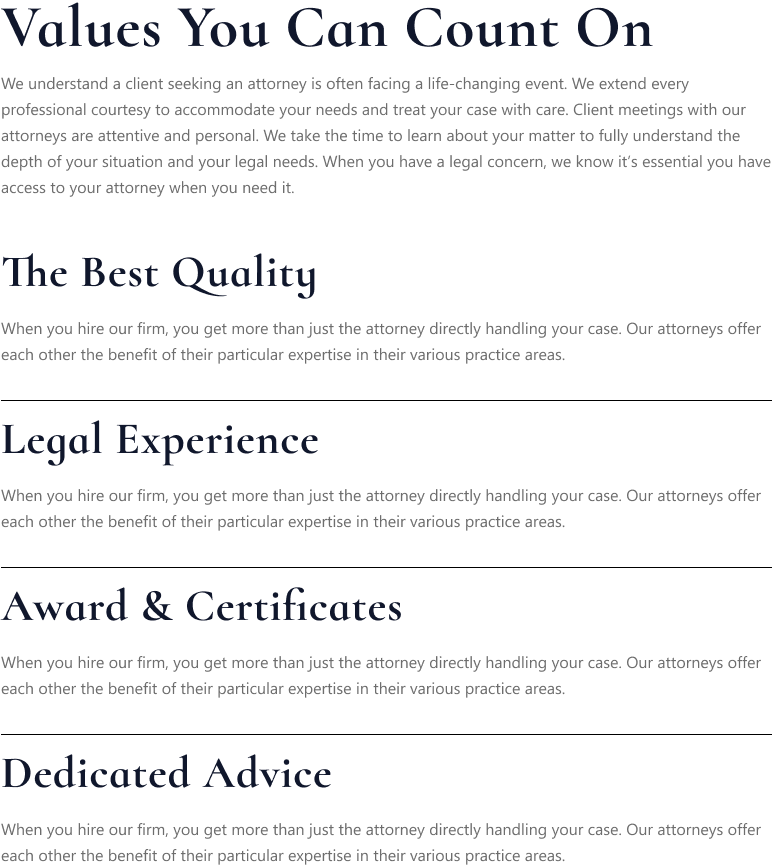 Values You Can Count On
We understand a client seeking an attorney is often facing a life-changing event. We extend every
professional courtesy to accommodate your needs and treat your case with care. Client meetings with our
attorneys are attentive and personal. We take the time to learn about your matter to fully understand the
depth of your situation and your legal needs. When you have a legal concern, we know it’s essential you have
access to your attorney when you need it.
The Best Quality
When you hire our firm, you get more than just the attorney directly handling your case. Our attorneys offer
each other the benefit of their particular expertise in their various practice areas.
Legal Experience
When you hire our firm, you get more than just the attorney directly handling your case. Our attorneys offer
each other the benefit of their particular expertise in their various practice areas.
Award & Certificates
When you hire our firm, you get more than just the attorney directly handling your case. Our attorneys offer
each other the benefit of their particular expertise in their various practice areas.
Dedicated Advice
When you hire our firm, you get more than just the attorney directly handling your case. Our attorneys offer
each other the benefit of their particular expertise in their various practice areas.